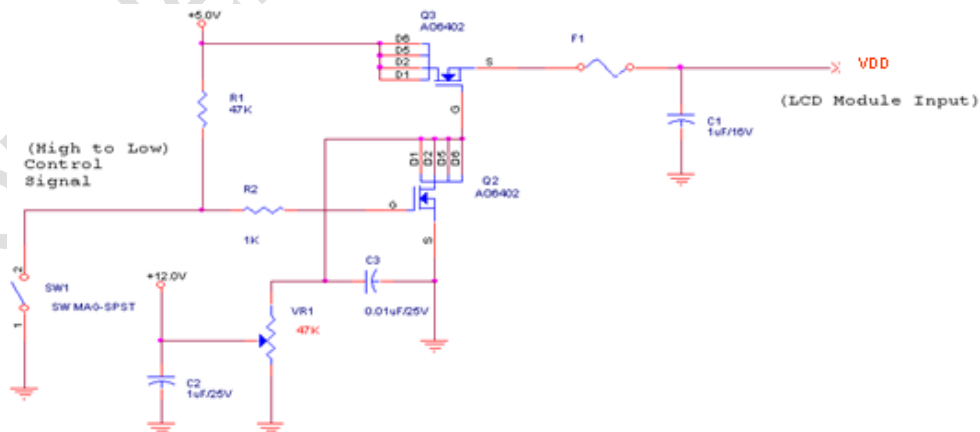 +5.0V
Q3
AO6402
D6
D5
D2
D1
S
G
F1
VDD
(LCD Module Input)
C1
1uF/16V
R1
47K
(High to Low)
Control
Signal
D1
D2
D5
D6
Q2
AO6402
R2
1K
G
S
2
SW1
SW MAG-SPST
1
+12.0V
C3
0.01uF/25V
VR1
47K
C2
1uF/25V